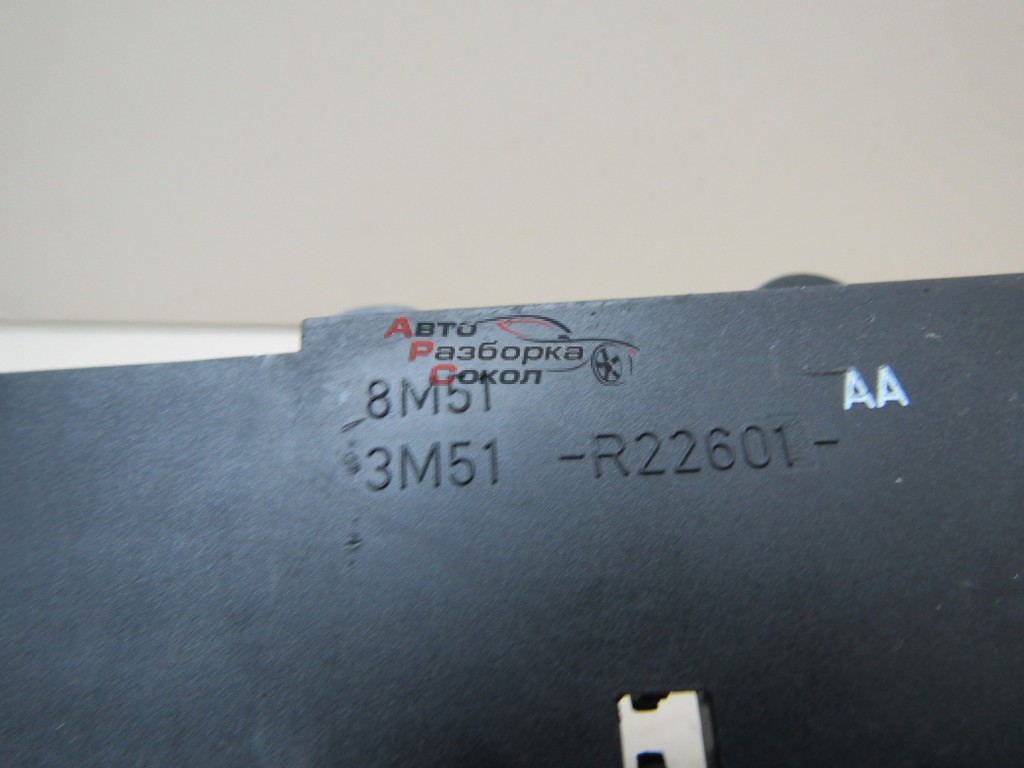 Авто
Разборка
Сокол
8M51 AA
3M51 -R22601-